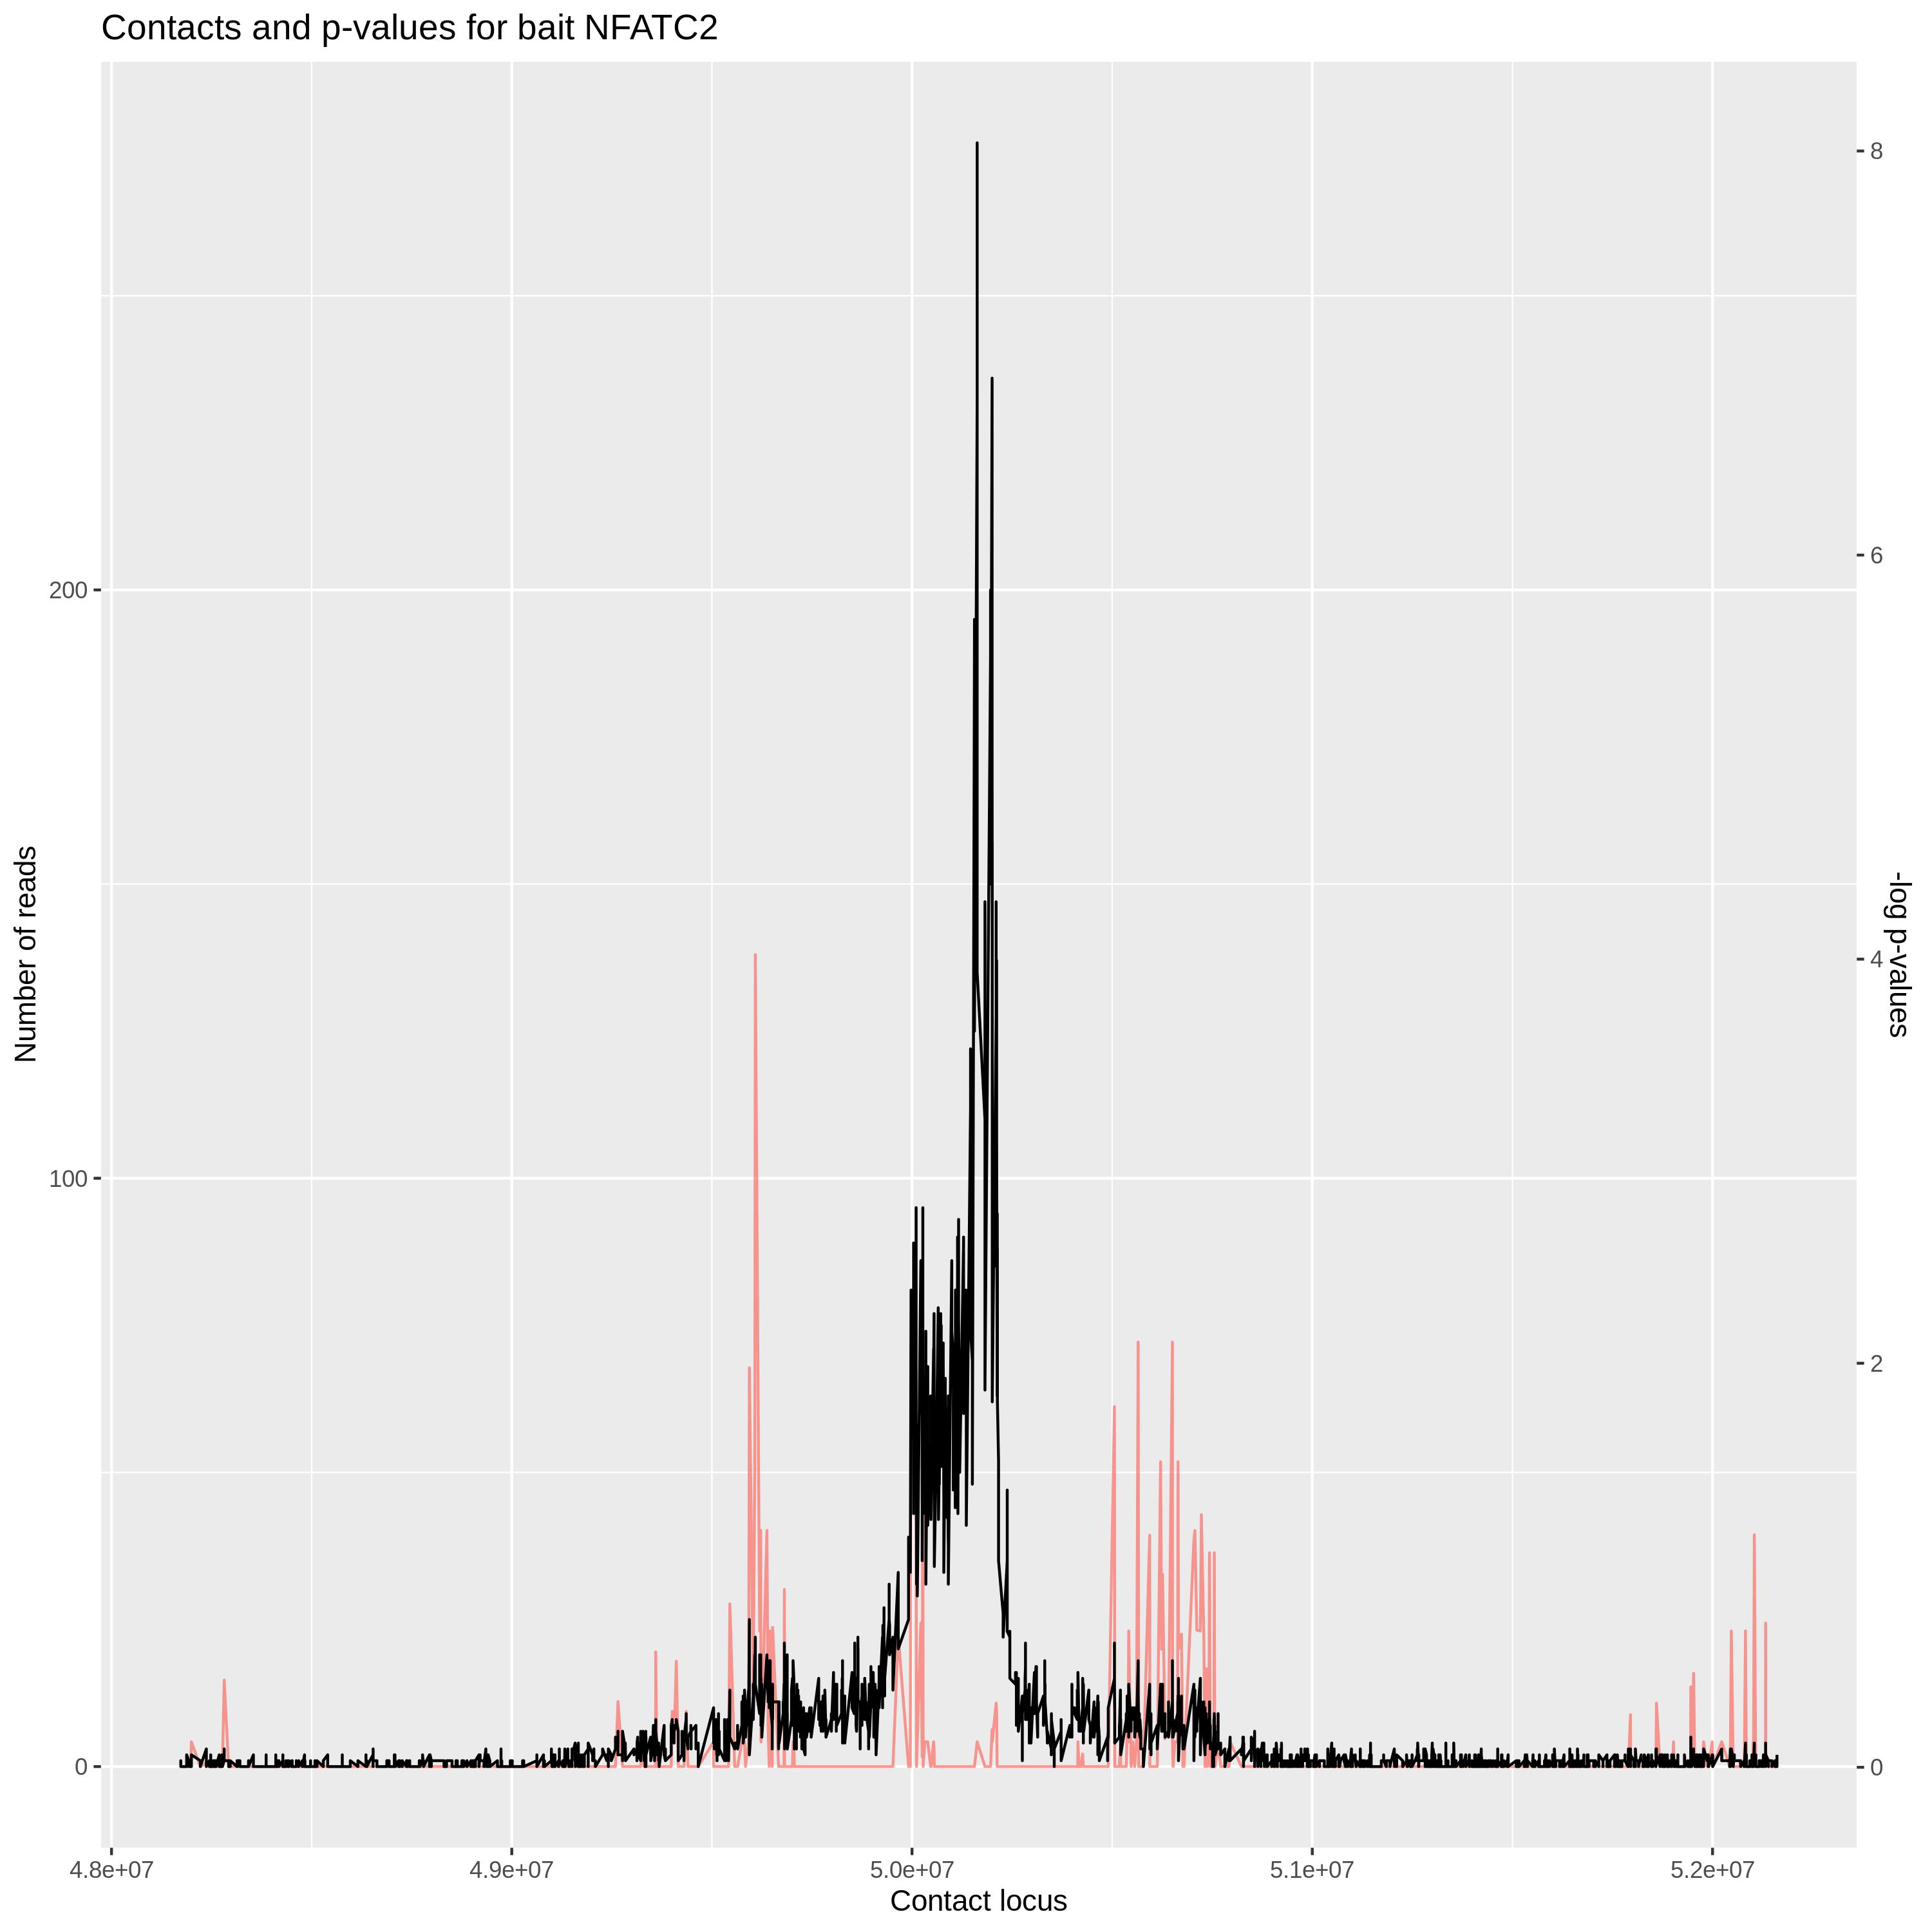 Contacts and p-values for bait NFATC2
Number of reads
200
100
0
8
6
4
2
0
-log p-values
4.8e+07
4.9e+07
5.0e+07
5.1e+07
5.2e+07
Contact locus